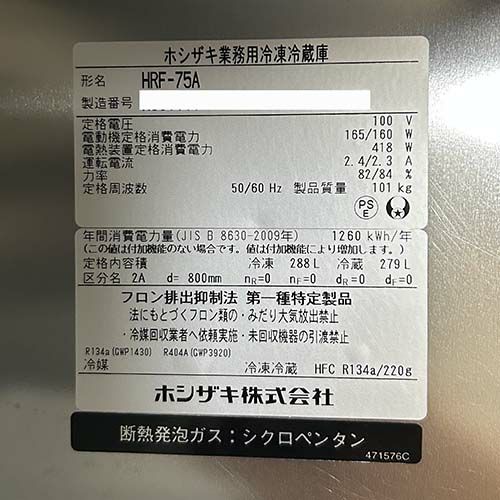 ホシザキ業務用冷凍冷蔵庫
形名 HRF-75A
製造番号
定格電圧 100 V
電動機定格消費電力 165/160 W
電熱装置定格消費電力 418 W
運転電流 2.4/2.3 A
力率 82/84 %
定格周波数 50/60 Hz 製品質量 101 kg
PS
E
年間消費電力量(JIS B 8630-2009年) 1260 kWh/年
(この値は付加機能のない場合です。値は付加機能により増加します。)
定格内容積 冷凍 288 L 冷蔵 279 L
区分名 2A d= 800mm nR=0 nF=0 dR=0 dF=0
フロン排出抑制法 第一種特定製品
法にもとづくフロン類の・みだり大気放出禁止
・冷媒回収業者へ依頼実施・未回収機器の引渡禁止
R134a(GWP1430) R404A(GWP3920)
冷媒 冷凍冷蔵 HFC R134a/220g
ホシザキ株式会社
断熱発泡ガス：シクロペンタン
471576C